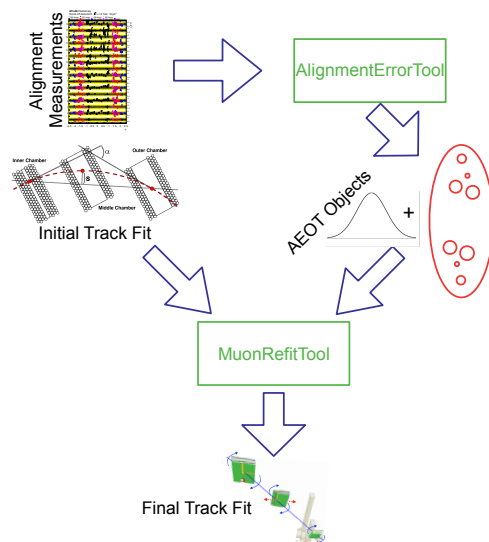 Alignment
Measurements
AlignmentErrorTool
Inner Chamber
Outer Chamber
α
s
Middle Chamber
Initial Track Fit
AEOT Objects
+
MuonRefitTool
Final Track Fit